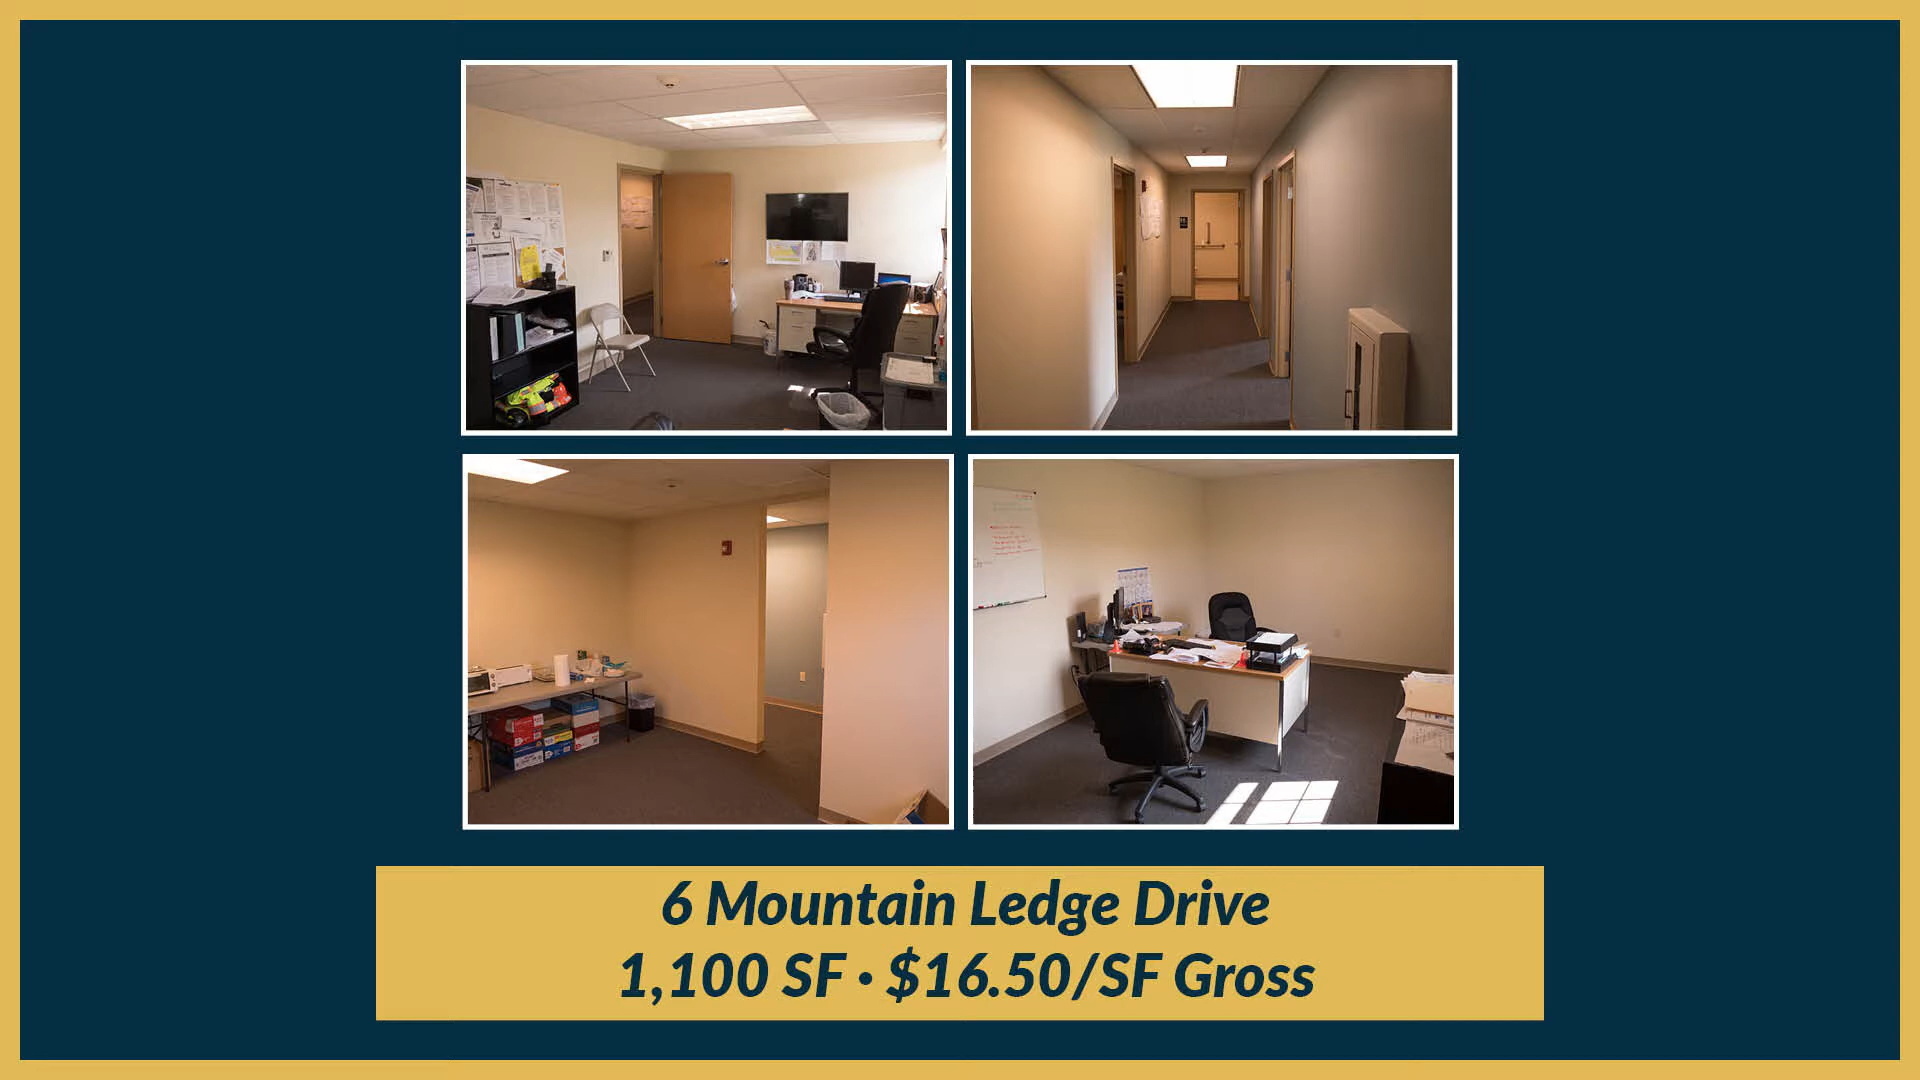 6 Mountain Ledge Drive
1,100 SF • $16.50/SF Gross